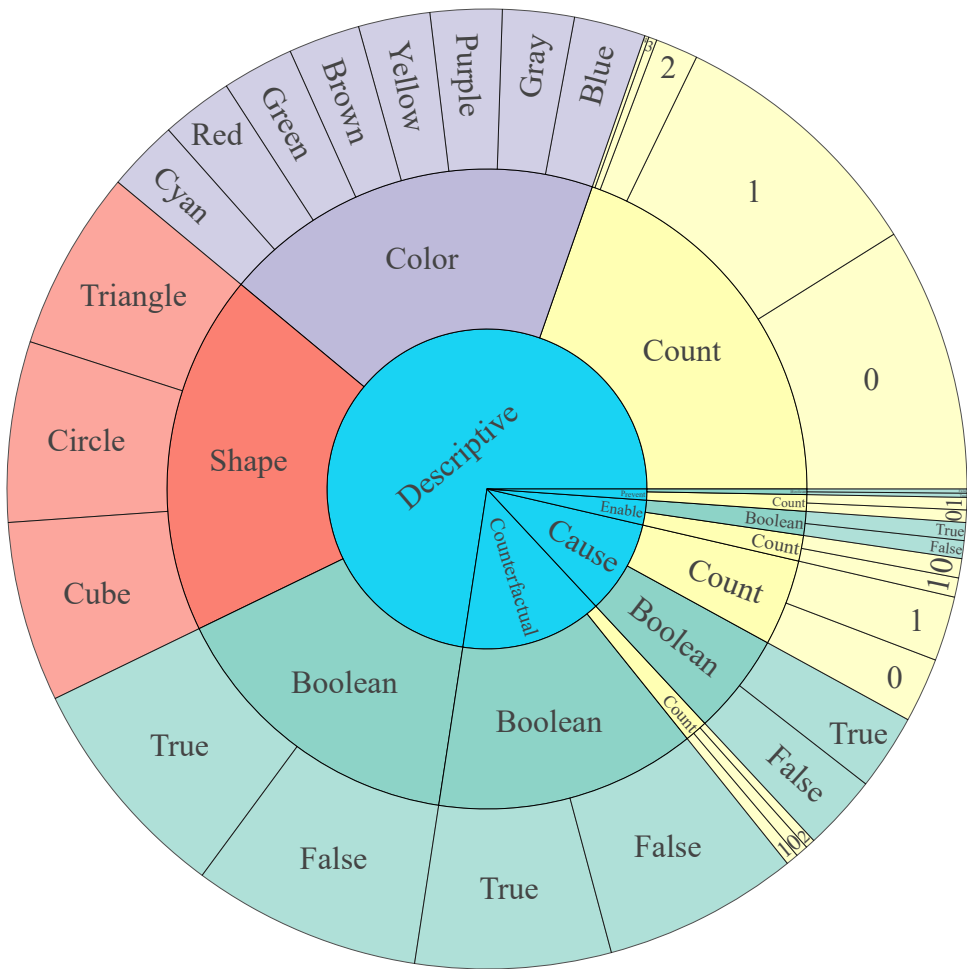 Descriptive
Color
Cyan
Red
Green
Brown
Yellow
Purple
Gray
Blue
Count
3
2
1
0
Shape
Triangle
Circle
Cube
Boolean
True
False
Counterfactual
Boolean
True
False
Count
1
0
2
Cause
Boolean
False
True
Count
0
1
Enable
Count
0
1
Boolean
False
True
Prevent
Count
0
1